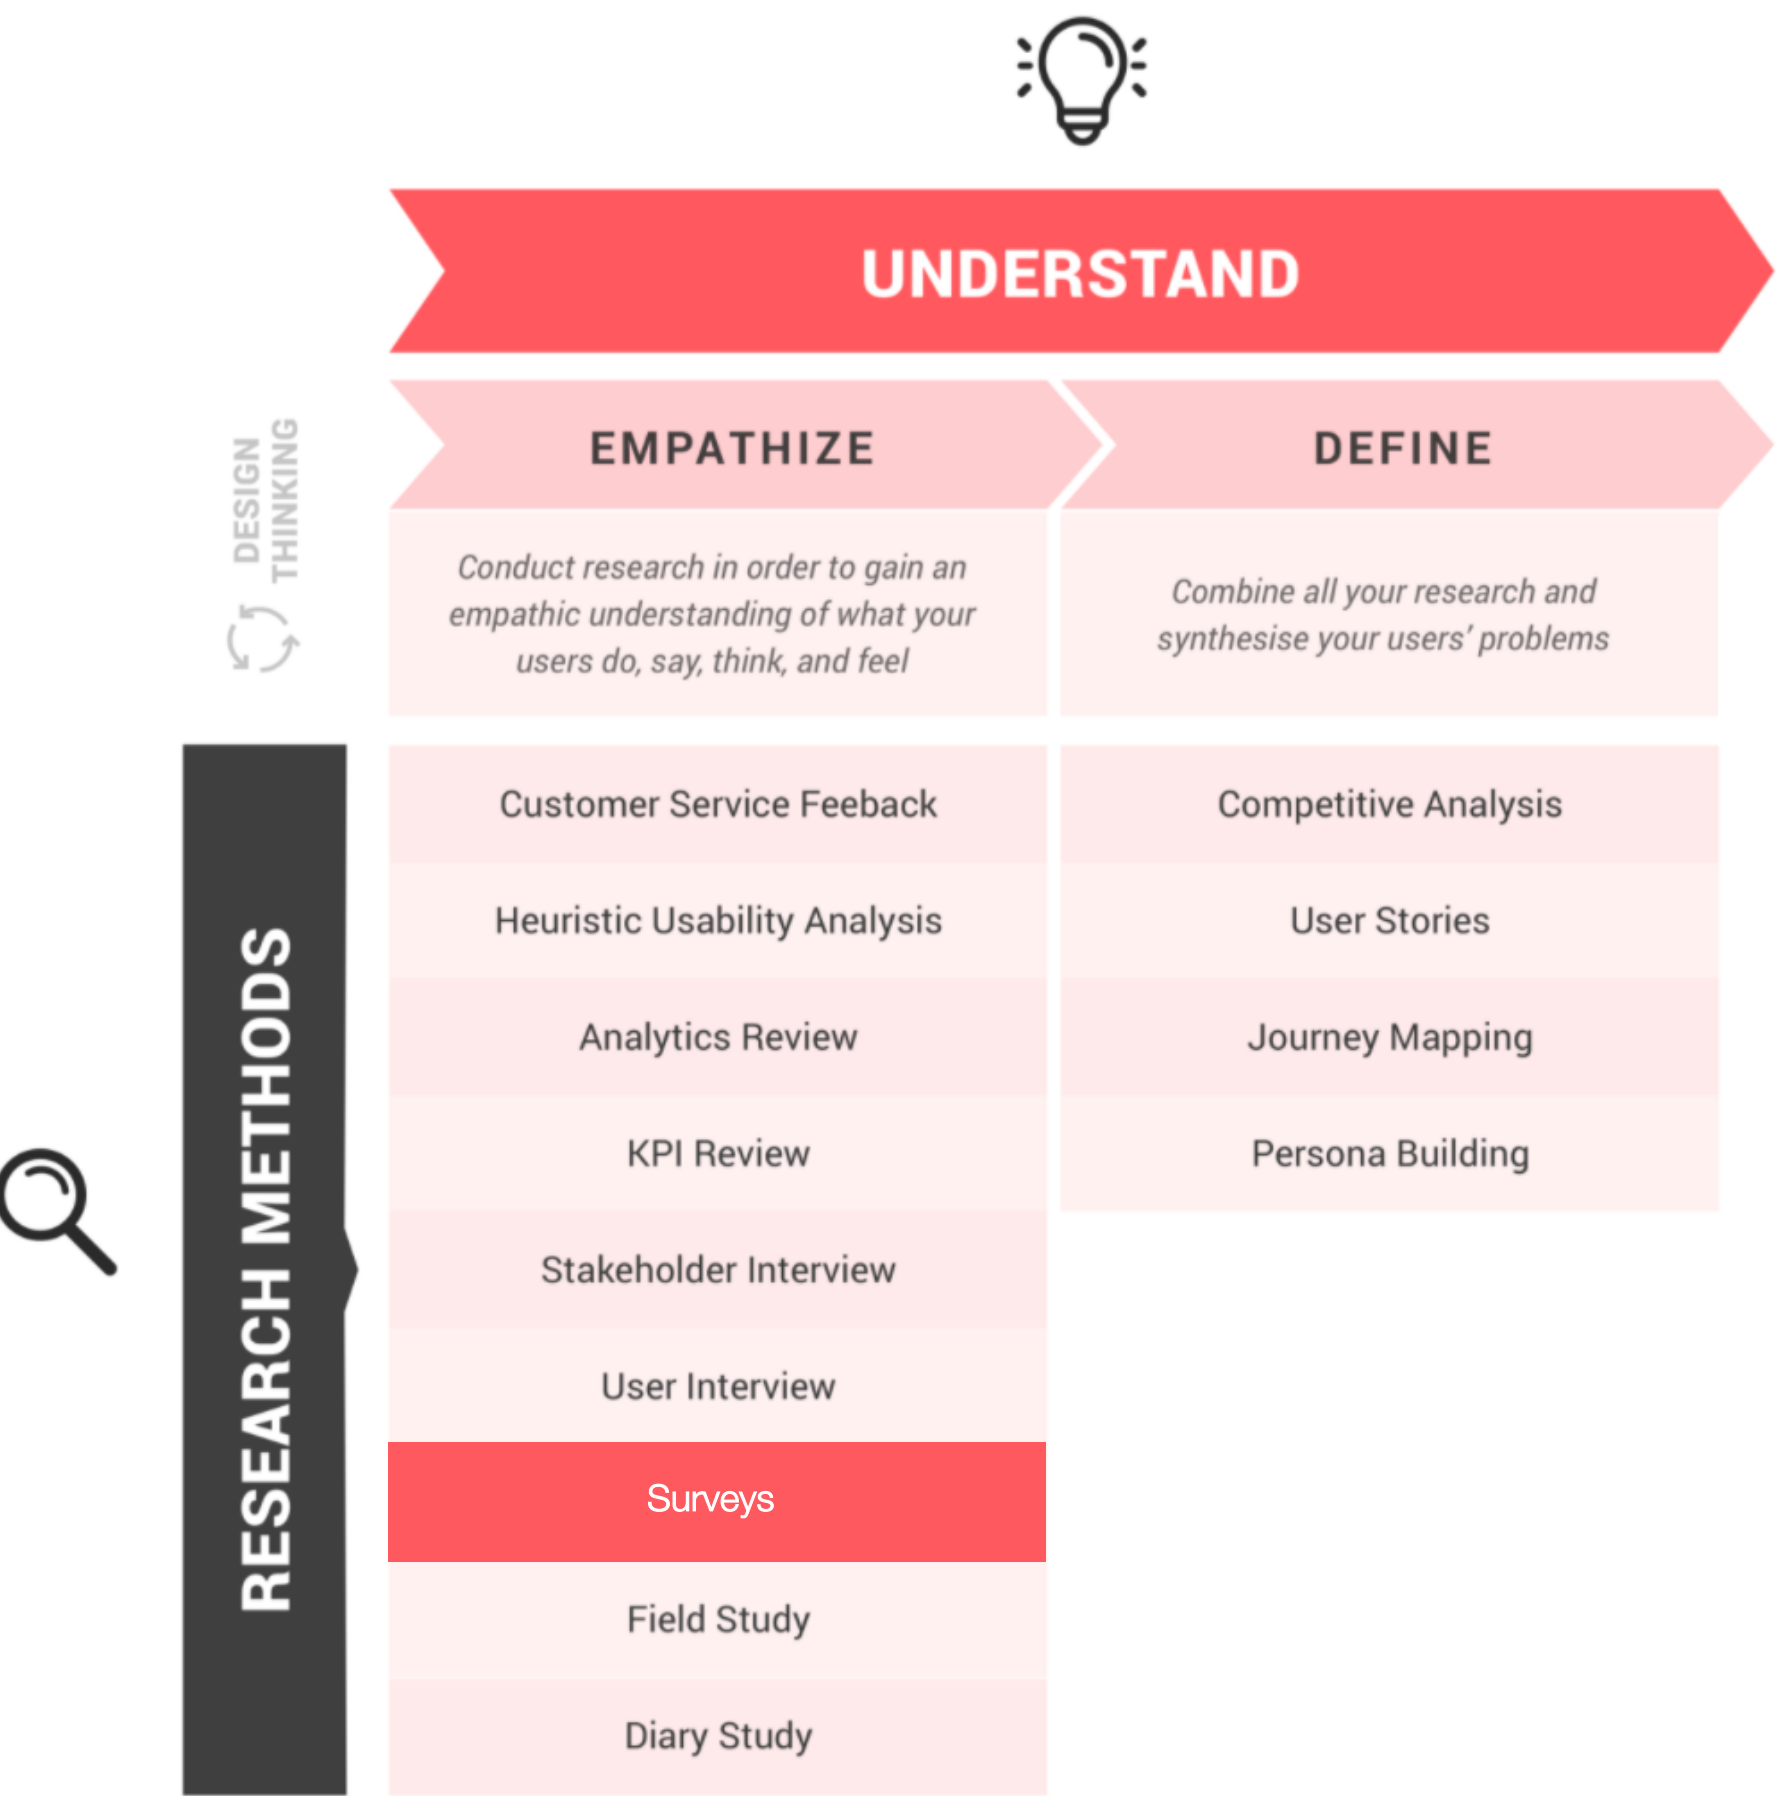 UNDERSTAND
DESIGN
THINKING
EMPATHIZE
DEFINE
Conduct research in order to gain an
empathic understanding of what your
users do, say, think, and feel
Combine all your research and
synthesise your users’ problems
RESEARCH METHODS
Customer Service Feeback
Heuristic Usability Analysis
Analytics Review
KPI Review
Stakeholder Interview
User Interview
Surveys
Field Study
Diary Study
Competitive Analysis
User Stories
Journey Mapping
Persona Building